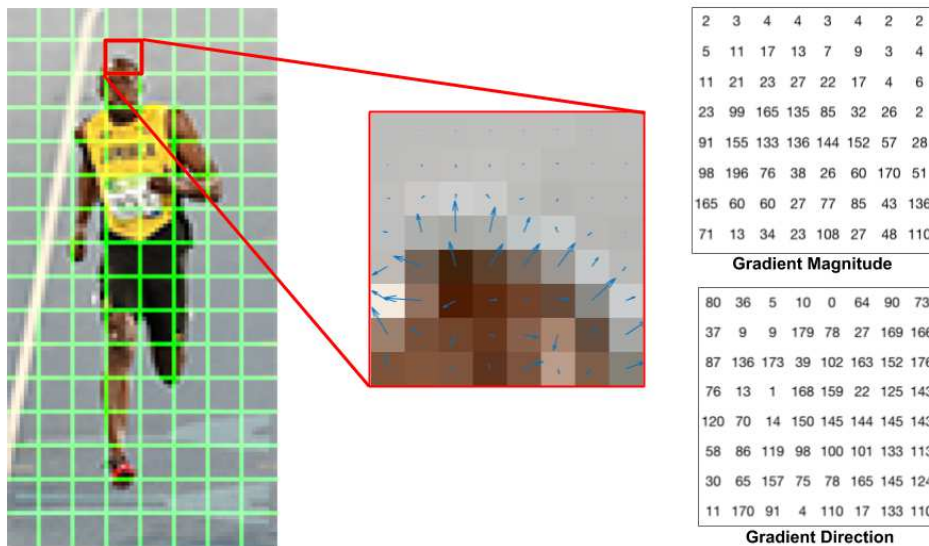 2 3 4 4 3 4 2 2
5 11 17 13 7 9 3 4
11 21 23 27 22 17 4 6
23 99 165 135 85 32 26 2
91 155 133 136 144 152 57 28
98 196 76 38 26 60 170 51
165 60 60 27 77 85 43 136
71 13 34 23 108 27 48 110
Gradient Magnitude
80 36 5 10 0 64 90 73
37 9 9 179 78 27 169 166
87 136 173 39 102 163 152 176
76 13 1 168 159 22 125 143
120 70 14 150 145 144 145 143
58 86 119 98 100 101 133 113
30 65 157 75 78 165 145 124
11 170 91 4 110 17 133 110
Gradient Direction